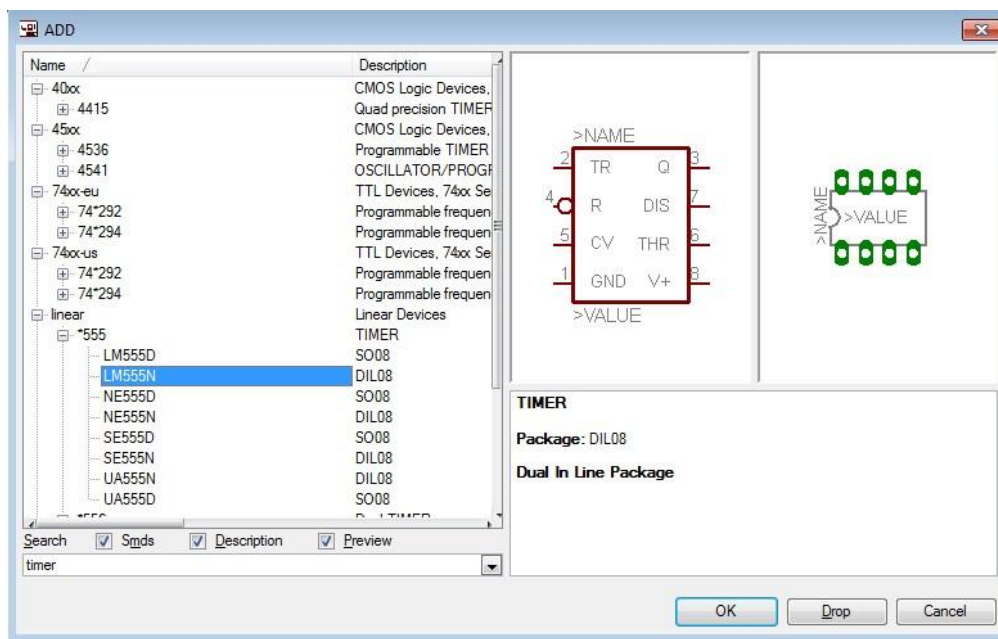 ADD
Name / Description
40xx CMOS Logic Devices,
4415 Quad precision TIMER
45xx CMOS Logic Devices,
4536 Programmable TIMER
4541 OSCILLATOR/PROGR
74xx-eu TTL Devices, 74xx Se
74*292 Programmable frequen
74*294 Programmable frequen
74xx-us TTL Devices, 74xx Se
74*292 Programmable frequen
74*294 Programmable frequen
linear Linear Devices
*555 TIMER
LM555D SO08
LM555N DIL08
NE555D SO08
NE555N DIL08
SE555D SO08
SE555N DIL08
UA555N DIL08
UA555D SO08
*556 Dual TIMER
Search Smds Description Preview
timer
>NAME
2 TR Q 3
4 R DIS 7
5 CV THR 6
1 GND V+ 8
>VALUE
>NAME
>VALUE
TIMER
Package: DIL08
Dual In Line Package
OK Drop Cancel